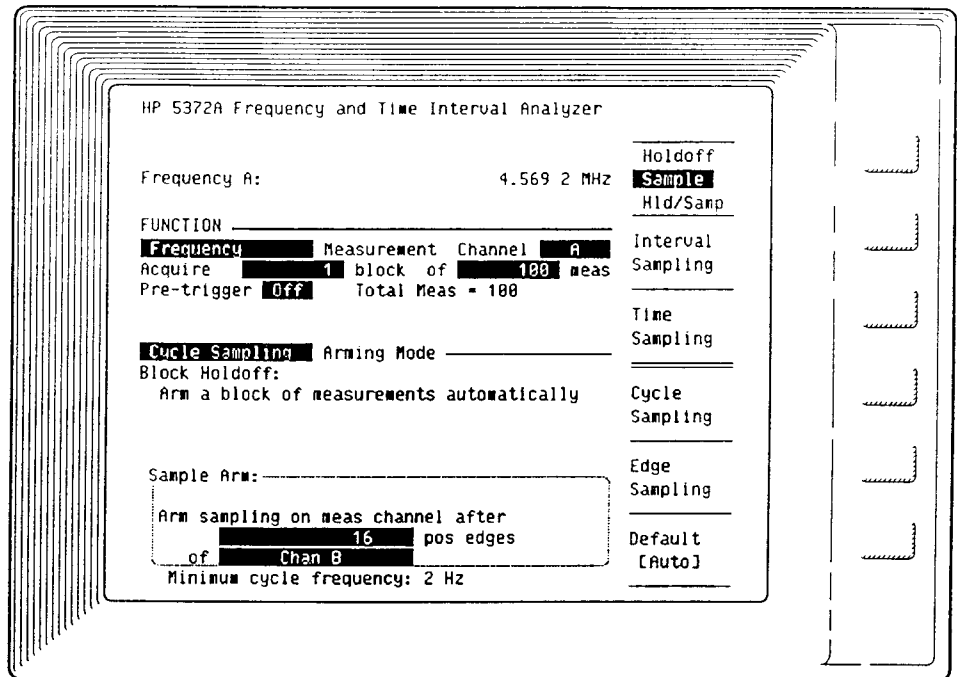 HP 5372A Frequency and Time Interval Analyzer
Frequency A: 4.569 2 MHz
FUNCTION
Frequency Measurement Channel A
Acquire 1 block of 100 meas
Pre-trigger Off Total Meas = 100
Cycle Sampling Arming Mode
Block Holdoff:
Arm a block of measurements automatically
Sample Arm:
Arm sampling on meas channel after
16 pos edges
of Chan B
Minimum cycle frequency: 2 Hz
Holdoff
Sample
Hld/Samp
Interval
Sampling
Time
Sampling
Cycle
Sampling
Edge
Sampling
Default
[Auto]